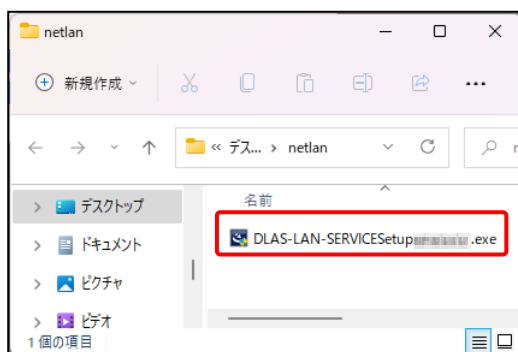 netlan
新規作成
デス... › netlan
名前
デスクトップ
DLAS-LAN-SERVICESetup .exe
ドキュメント
ピクチャ
ビデオ
1 個の項目